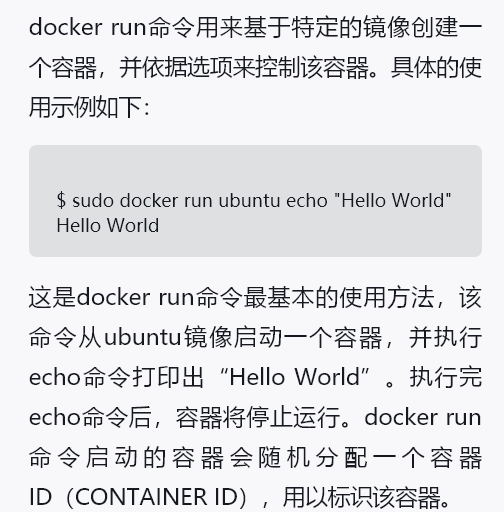 docker run命令用来基于特定的镜像创建一
个容器，并依据选项来控制该容器。具体的使
用示例如下：
$ sudo docker run ubuntu echo "Hello World"
Hello World
这是docker run命令最基本的使用方法，该
命令从ubuntu镜像启动一个容器，并执行
echo命令打印出“Hello World”。执行完
echo命令后，容器将停止运行。docker run
命令启动的容器会随机分配一个容器
ID（CONTAINER ID），用以标识该容器。